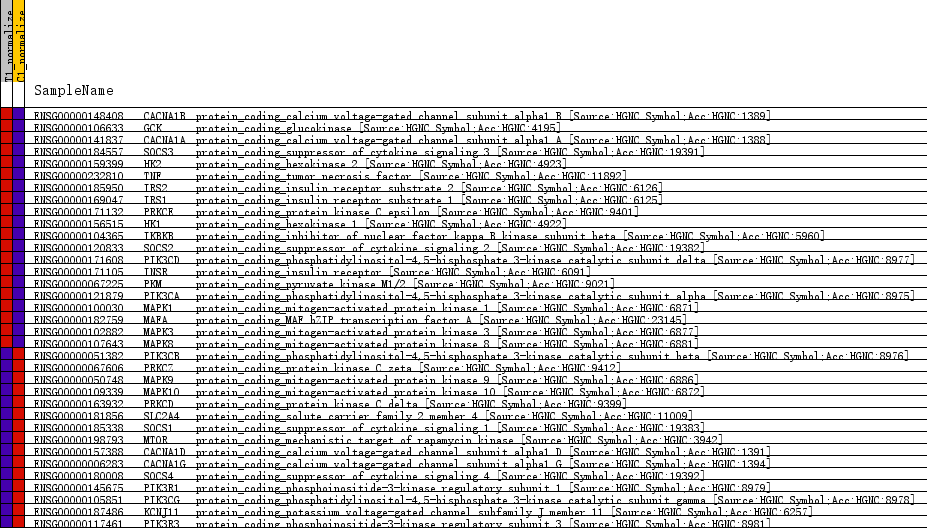 T1_normalize
C1_normalize
SampleName
ENSG00000148408 CACNA1B protein_coding_calcium voltage-gated channel subunit alpha1 B [Source:HGNC Symbol;Acc:HGNC:1389]
ENSG00000106633 GCK protein_coding_glucokinase [Source:HGNC Symbol;Acc:HGNC:4195]
ENSG00000141837 CACNA1A protein_coding_calcium voltage-gated channel subunit alpha1 A [Source:HGNC Symbol;Acc:HGNC:1388]
ENSG00000184557 SOCS3 protein_coding_suppressor of cytokine signaling 3 [Source:HGNC Symbol;Acc:HGNC:19391]
ENSG00000159399 HK2 protein_coding_hexokinase 2 [Source:HGNC Symbol;Acc:HGNC:4923]
ENSG00000232810 TNF protein_coding_tumor necrosis factor [Source:HGNC Symbol;Acc:HGNC:11892]
ENSG00000185950 IRS2 protein_coding_insulin receptor substrate 2 [Source:HGNC Symbol;Acc:HGNC:6126]
ENSG00000169047 IRS1 protein_coding_insulin receptor substrate 1 [Source:HGNC Symbol;Acc:HGNC:6125]
ENSG00000171132 PRKCE protein_coding_protein kinase C epsilon [Source:HGNC Symbol;Acc:HGNC:9401]
ENSG00000156515 HK1 protein_coding_hexokinase 1 [Source:HGNC Symbol;Acc:HGNC:4922]
ENSG00000104365 IKBKB protein_coding_inhibitor of nuclear factor kappa B kinase subunit beta [Source:HGNC Symbol;Acc:HGNC:5960]
ENSG00000120833 SOCS2 protein_coding_suppressor of cytokine signaling 2 [Source:HGNC Symbol;Acc:HGNC:19382]
ENSG00000171608 PIK3CD protein_coding_phosphatidylinositol-4,5-bisphosphate 3-kinase catalytic subunit delta [Source:HGNC Symbol;Acc:HGNC:8977]
ENSG00000171105 INSR protein_coding_insulin receptor [Source:HGNC Symbol;Acc:HGNC:6091]
ENSG00000067225 PKM protein_coding_pyruvate kinase M1/2 [Source:HGNC Symbol;Acc:HGNC:9021]
ENSG00000121879 PIK3CA protein_coding_phosphatidylinositol-4,5-bisphosphate 3-kinase catalytic subunit alpha [Source:HGNC Symbol;Acc:HGNC:8975]
ENSG00000100030 MAPK1 protein_coding_mitogen-activated protein kinase 1 [Source:HGNC Symbol;Acc:HGNC:6871]
ENSG00000182759 MAFA protein_coding_MAF bZIP transcription factor A [Source:HGNC Symbol;Acc:HGNC:23145]
ENSG00000102882 MAPK3 protein_coding_mitogen-activated protein kinase 3 [Source:HGNC Symbol;Acc:HGNC:6877]
ENSG00000107643 MAPK8 protein_coding_mitogen-activated protein kinase 8 [Source:HGNC Symbol;Acc:HGNC:6881]
ENSG00000051382 PIK3CB protein_coding_phosphatidylinositol-4,5-bisphosphate 3-kinase catalytic subunit beta [Source:HGNC Symbol;Acc:HGNC:8976]
ENSG00000067606 PRKCZ protein_coding_protein kinase C zeta [Source:HGNC Symbol;Acc:HGNC:9412]
ENSG00000050748 MAPK9 protein_coding_mitogen-activated protein kinase 9 [Source:HGNC Symbol;Acc:HGNC:6886]
ENSG00000109339 MAPK10 protein_coding_mitogen-activated protein kinase 10 [Source:HGNC Symbol;Acc:HGNC:6872]
ENSG00000163932 PRKCD protein_coding_protein kinase C delta [Source:HGNC Symbol;Acc:HGNC:9399]
ENSG00000181856 SLC2A4 protein_coding_solute carrier family 2 member 4 [Source:HGNC Symbol;Acc:HGNC:11009]
ENSG00000185338 SOCS1 protein_coding_suppressor of cytokine signaling 1 [Source:HGNC Symbol;Acc:HGNC:19383]
ENSG00000198793 MTOR protein_coding_mechanistic target of rapamycin kinase [Source:HGNC Symbol;Acc:HGNC:3942]
ENSG00000157388 CACNA1D protein_coding_calcium voltage-gated channel subunit alpha1 D [Source:HGNC Symbol;Acc:HGNC:1391]
ENSG00000006283 CACNA1G protein_coding_calcium voltage-gated channel subunit alpha1 G [Source:HGNC Symbol;Acc:HGNC:1394]
ENSG00000180008 SOCS4 protein_coding_suppressor of cytokine signaling 4 [Source:HGNC Symbol;Acc:HGNC:19392]
ENSG00000145675 PIK3R1 protein_coding_phosphoinositide-3-kinase regulatory subunit 1 [Source:HGNC Symbol;Acc:HGNC:8979]
ENSG00000105851 PIK3CG protein_coding_phosphatidylinositol-4,5-bisphosphate 3-kinase catalytic subunit gamma [Source:HGNC Symbol;Acc:HGNC:8978]
ENSG00000187486 KCNJ11 protein_coding_potassium voltage-gated channel subfamily J member 11 [Source:HGNC Symbol;Acc:HGNC:6257]
ENSG00000117461 PIK3R3 protein_coding_phosphoinositide-3-kinase regulatory subunit 3 [Source:HGNC Symbol;Acc:HGNC:8981]